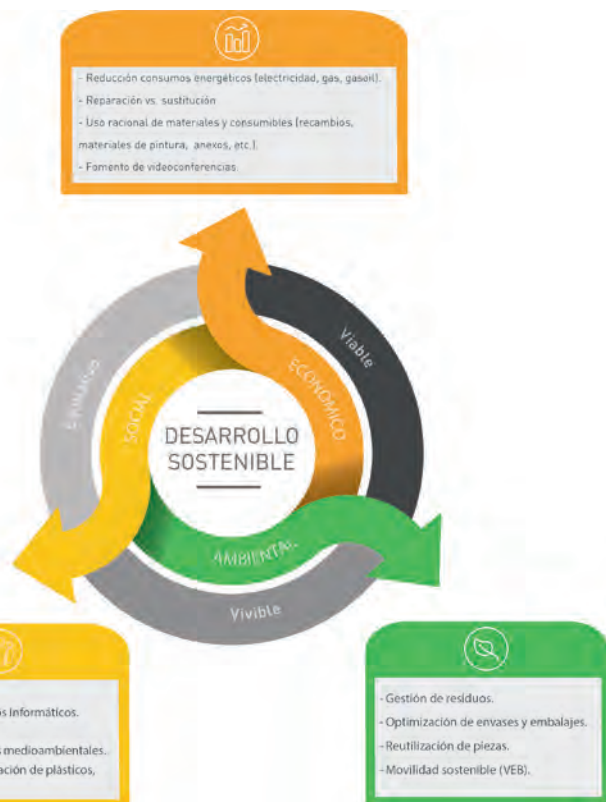 - Reducción consumos energéticos (electricidad, gas, gasoil).
- Reparación vs. sustitución
- Uso racional de materiales y consumibles (recambios,
materiales de pintura, anexos, etc.).
- Fomento de videoconferencias.
Viable
ECONÓMICO
SOCIAL
DESARROLLO
SOSTENIBLE
AMBIENTAL
Vivible
informáticos.
medioambientales.
de plásticos,
- Gestión de residuos.
- Optimización de envases y embalajes.
- Reutilización de piezas.
- Movilidad sostenible (VEB).